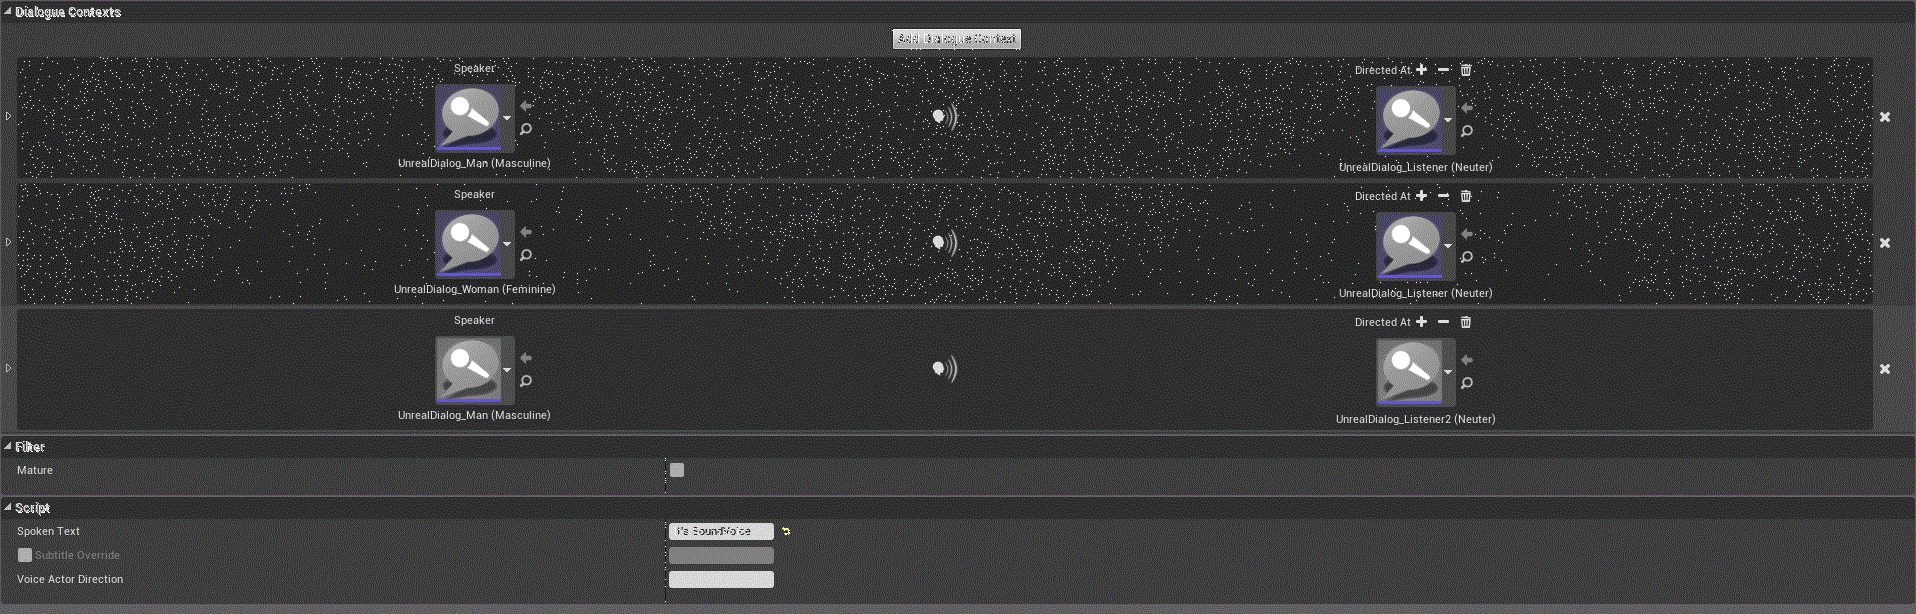 Dialogue Contexts
Add Dialogue Context
Speaker
Directed At
UnrealDialog_Man (Masculine)
UnrealDialog_Listener (Neuter)
Speaker
Directed At
UnrealDialog_Woman (Feminine)
UnrealDialog_Listener (Neuter)
Speaker
Directed At
UnrealDialog_Man (Masculine)
UnrealDialog_Listener2 (Neuter)
Filter
Mature
Script
Spoken Text
SoundVoice
Subtitle Override
Voice Actor Direction